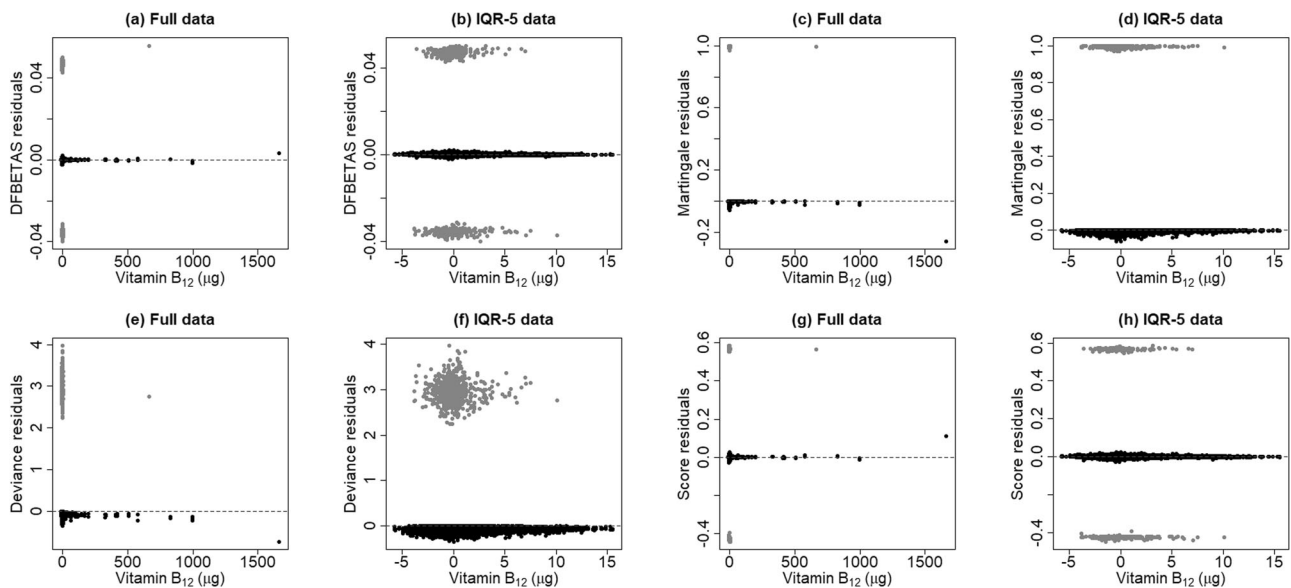 (a) Full data
DFBETAS residuals
0.04
0.00
-0.04
0 500 1000 1500
Vitamin B12 (μg)
(b) IQR-5 data
DFBETAS residuals
0.04
0.00
-0.04
-5 0 5 10 15
Vitamin B12 (μg)
(c) Full data
Martingale residuals
1.0
0.8
0.6
0.4
0.2
-0.2
0 500 1000 1500
Vitamin B12 (μg)
(d) IQR-5 data
Martingale residuals
1.0
0.8
0.6
0.4
0.2
0.0
-5 0 5 10 15
Vitamin B12 (μg)
(e) Full data
Deviance residuals
4
3
2
1
0
0 500 1000 1500
Vitamin B12 (μg)
(f) IQR-5 data
Deviance residuals
4
3
2
1
0
-5 0 5 10 15
Vitamin B12 (μg)
(g) Full data
Score residuals
0.6
0.4
0.2
0.0
-0.4
0 500 1000 1500
Vitamin B12 (μg)
(h) IQR-5 data
Score residuals
0.6
0.4
0.2
0.0
-0.4
-5 0 5 10 15
Vitamin B12 (μg)